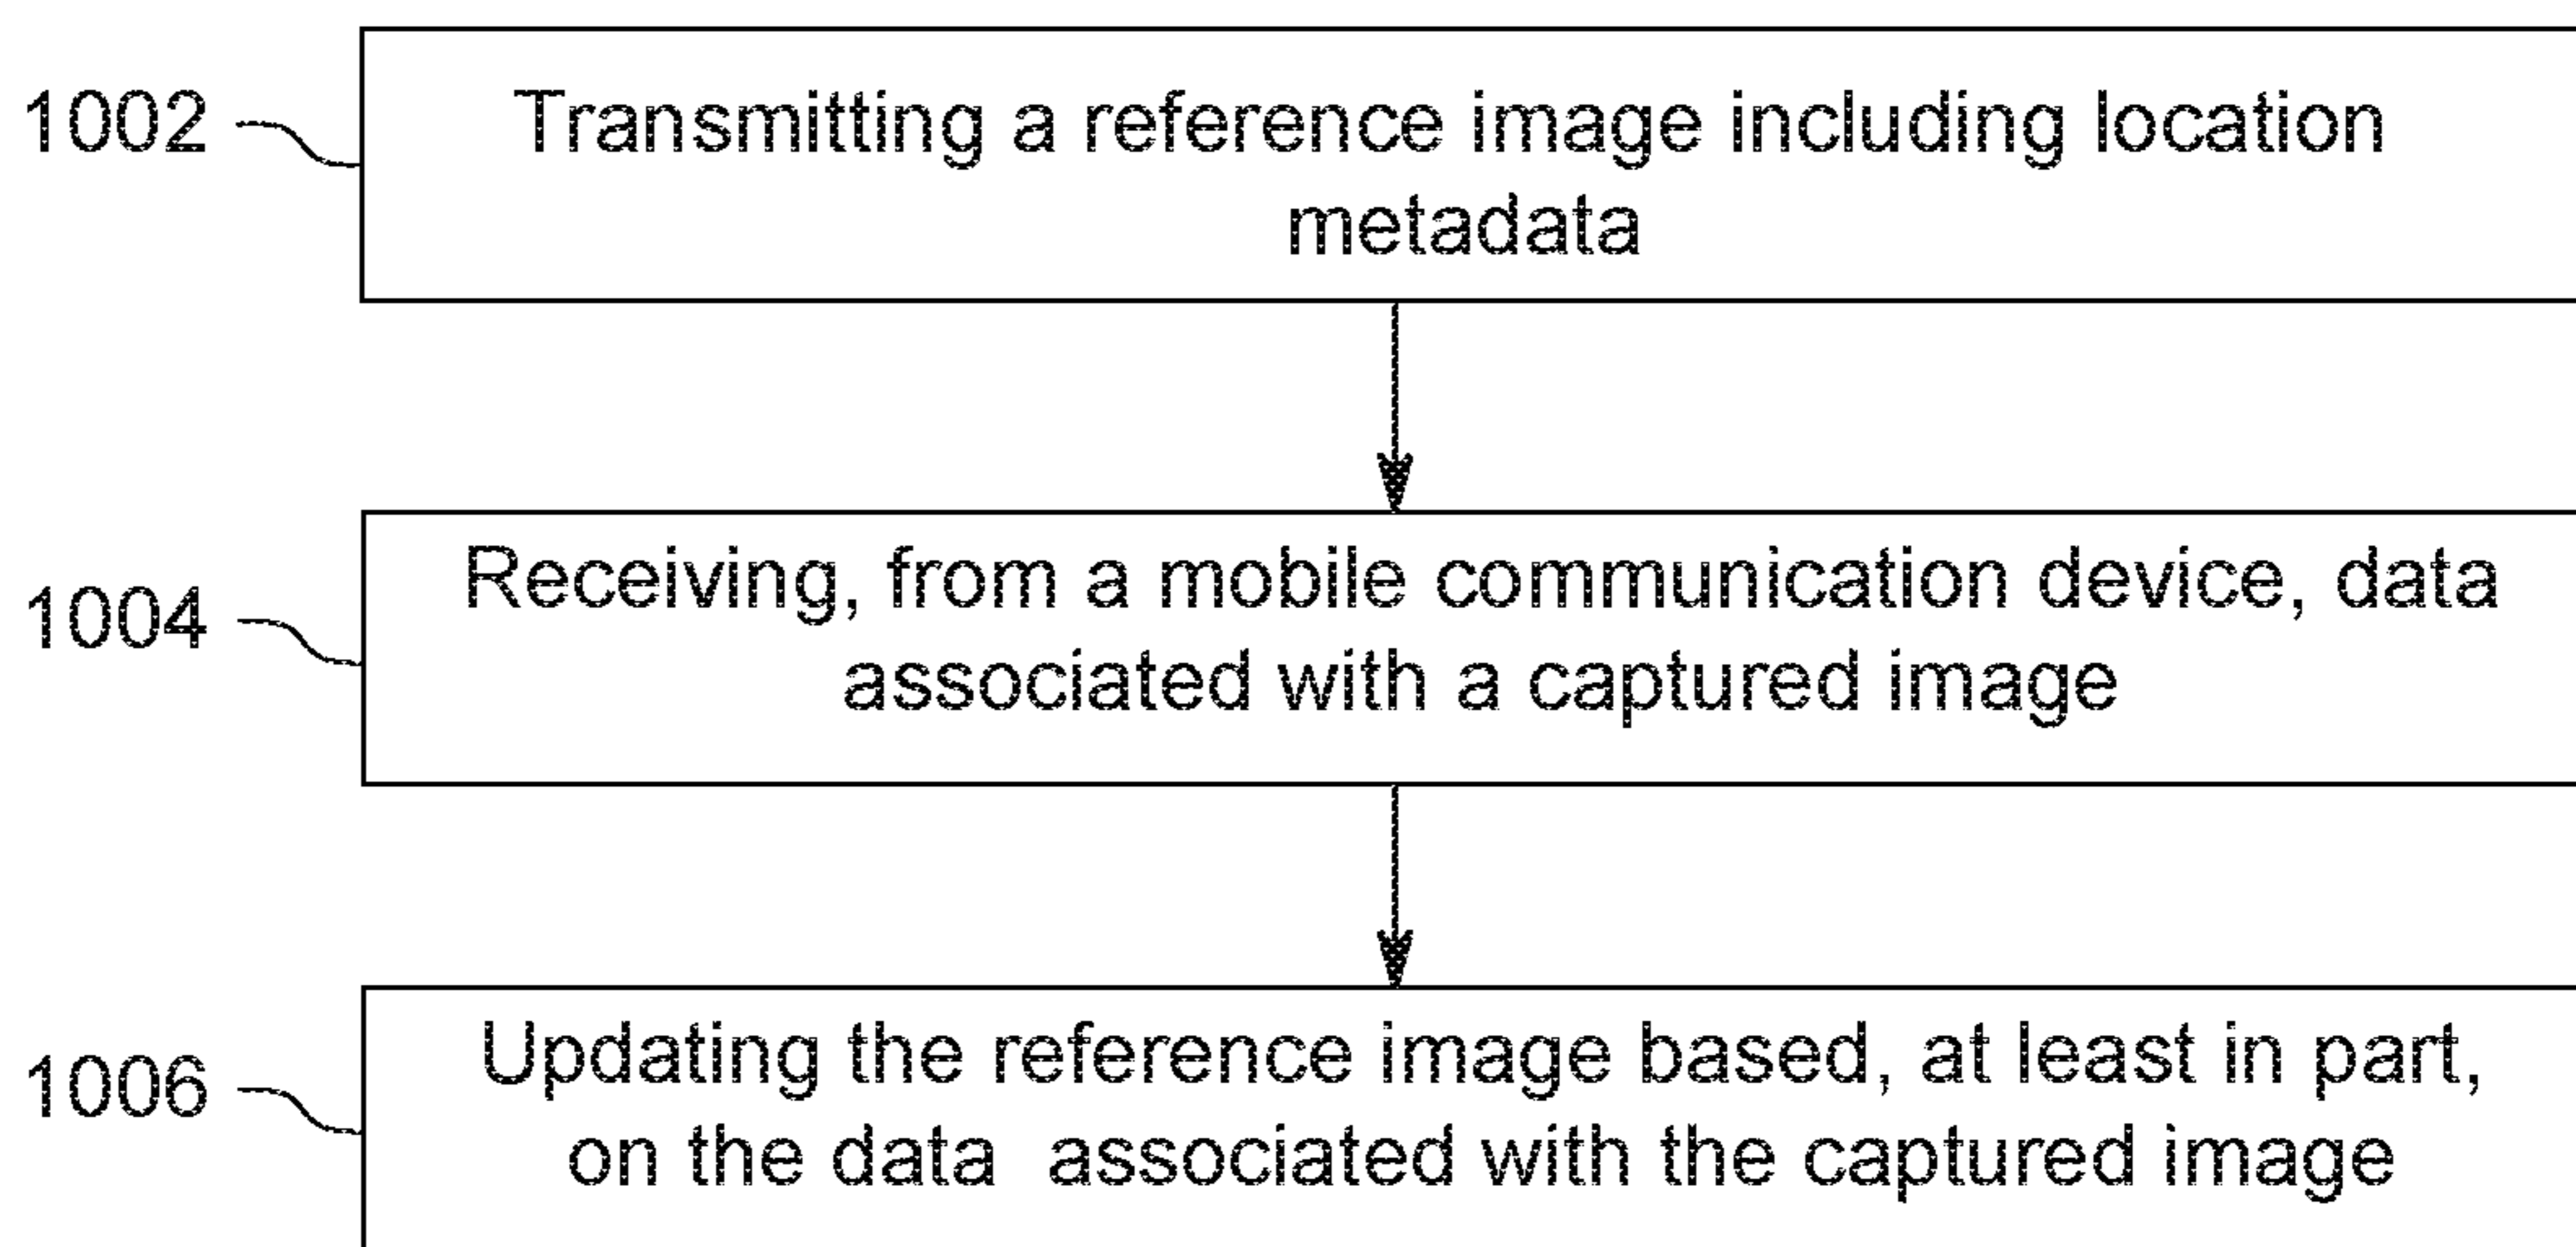 1002
Transmitting a reference image including location
metadata
1004
Receiving, from a mobile communication device, data
associated with a captured image
1006
Updating the reference image based, at least in part,
on the data associated with the captured image